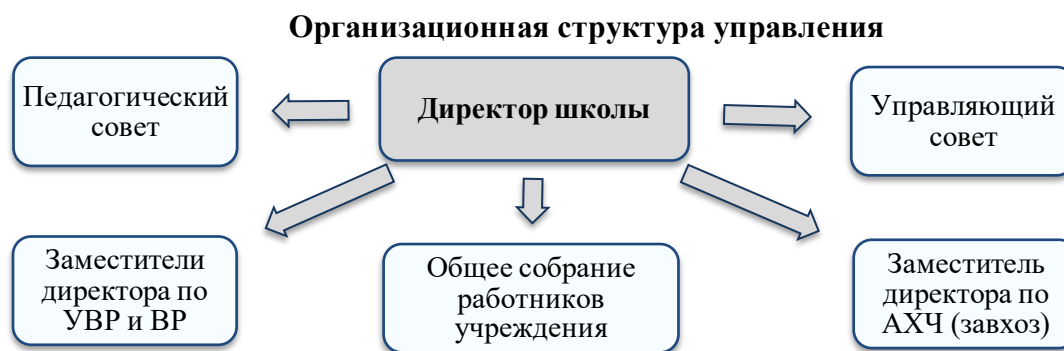 Организационная структура управления
Педагогический
совет
Директор школы
Управляющий
совет
Заместители
директора по
УВР и ВР
Общее собрание
работников
учреждения
Заместитель
директора по
АХЧ (завхоз)